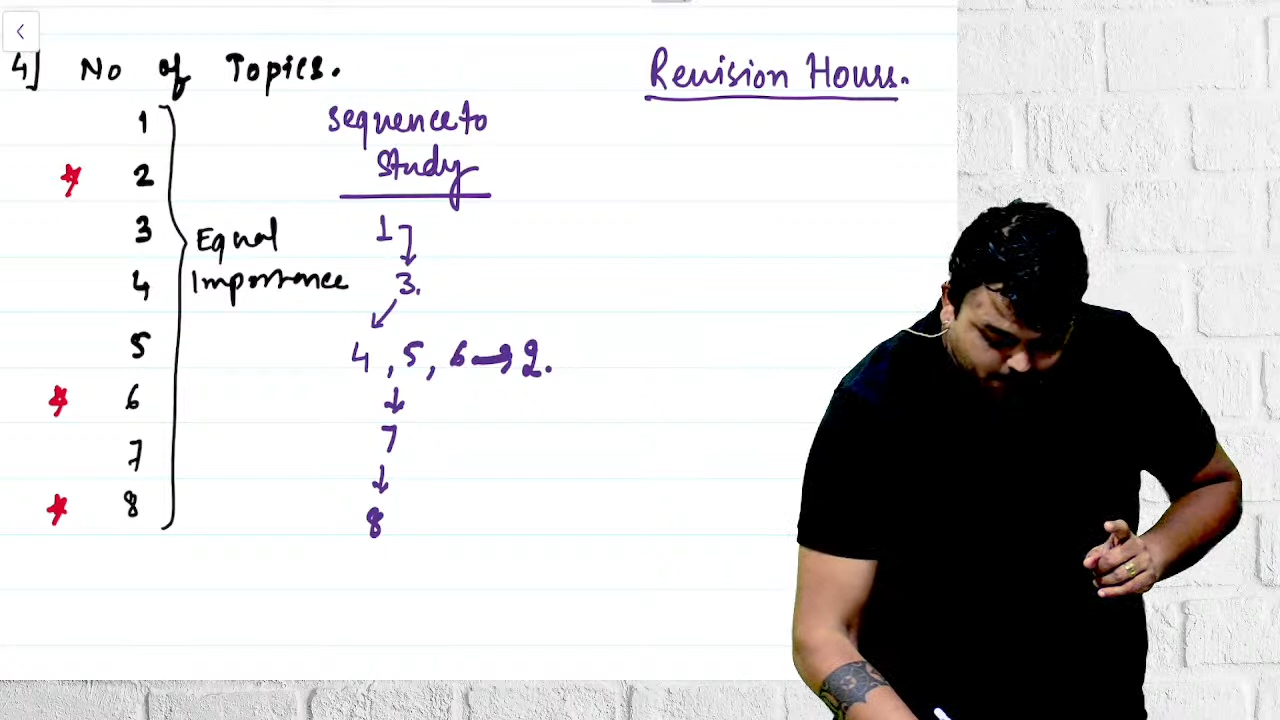 4] No of Topics.
1
2
3
4
5
6
7
8
Equal
Importance
sequence to
study
1
3.
4, 5, 6 → 2.
7
8
Revision Hours.